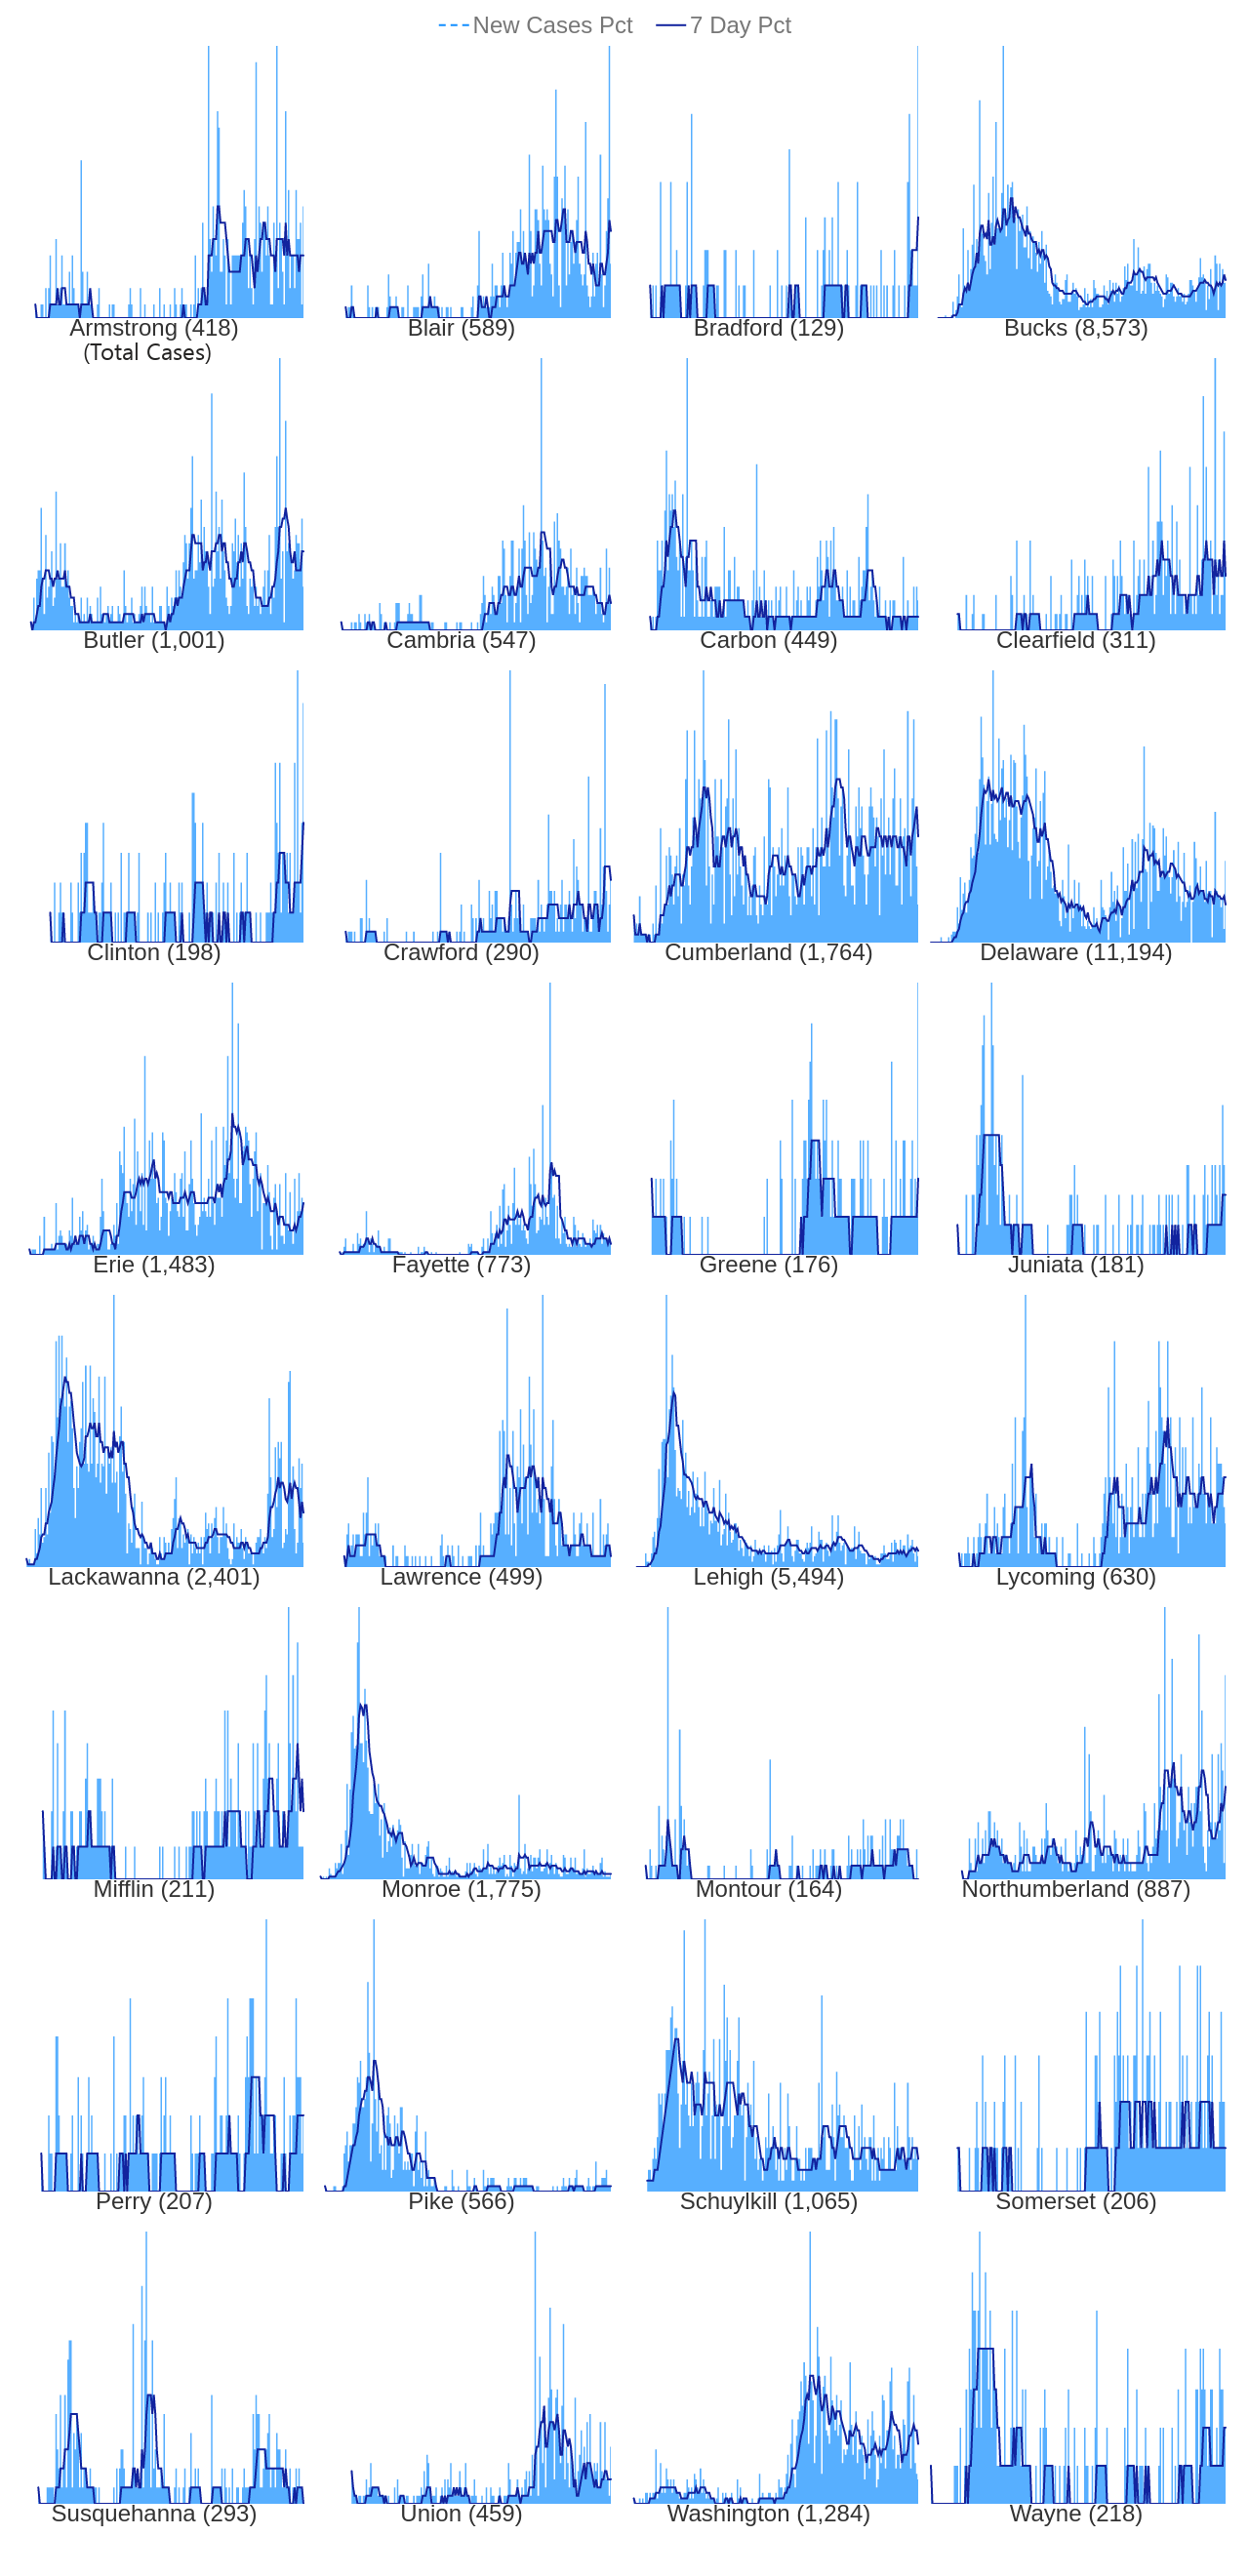 New Cases Pct 7 Day Pct
Armstrong (418) Blair (589) Bradford (129) Bucks (8,573)
(Total Cases)
Butler (1,001) Cambria (547) Carbon (449) Clearfield (311)
Clinton (198) Crawford (290) Cumberland (1,764) Delaware (11,194)
Erie (1,483) Fayette (773) Greene (176) Juniata (181)
Lackawanna (2,401) Lawrence (499) Lehigh (5,494) Lycoming (630)
Mifflin (211) Monroe (1,775) Montour (164) Northumberland (887)
Perry (207) Pike (566) Schuylkill (1,065) Somerset (206)
Susquehanna (293) Union (459) Washington (1,284) Wayne (218)